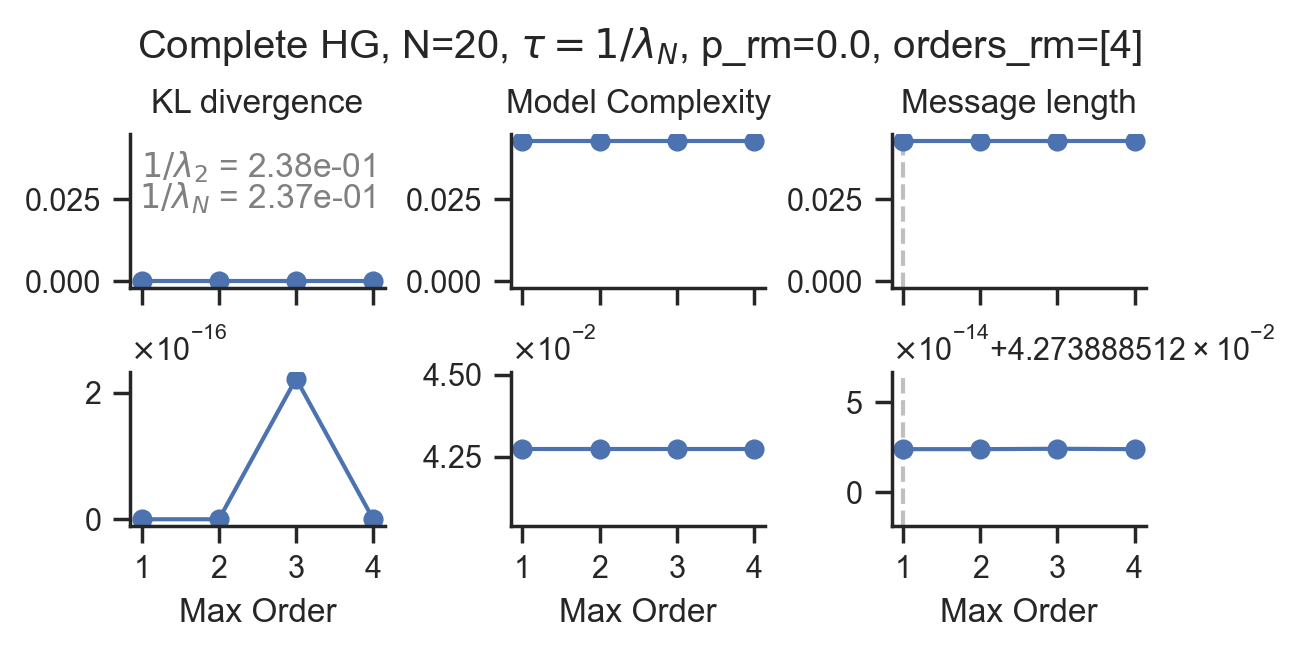 Complete HG, N=20, τ = 1/λ_N, p_rm=0.0, orders_rm=[4]
KL divergence
Model Complexity
Message length
1/λ₂ = 2.38e-01
1/λ_N = 2.37e-01
0.025
0.000
0.025
0.000
0.025
0.000
×10⁻¹⁶
×10⁻²
×10⁻¹⁴+4.273888512 × 10⁻²
2
0
4.50
4.25
5
0
1 2 3 4
1 2 3 4
1 2 3 4
Max Order
Max Order
Max Order